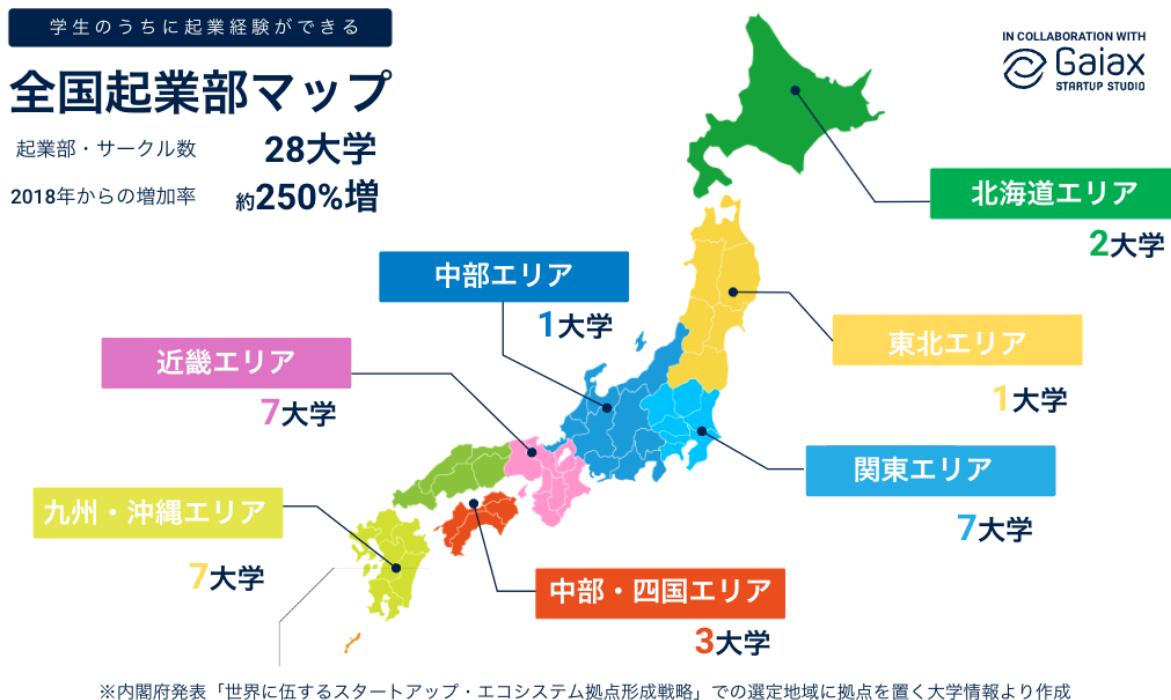 学生のうちに起業経験ができる
全国起業部マップ
起業部・サークル数 28大学
2018年からの増加率 約250%増
IN COLLABORATION WITH
Gaiax
STARTUP STUDIO
北海道エリア
2大学
中部エリア
1大学
東北エリア
1大学
近畿エリア
7大学
関東エリア
7大学
九州・沖縄エリア
7大学
中部・四国エリア
3大学
※内閣府発表「世界に伍するスタートアップ・エコシステム拠点形成戦略」での選定地域に拠点を置く大学情報より作成